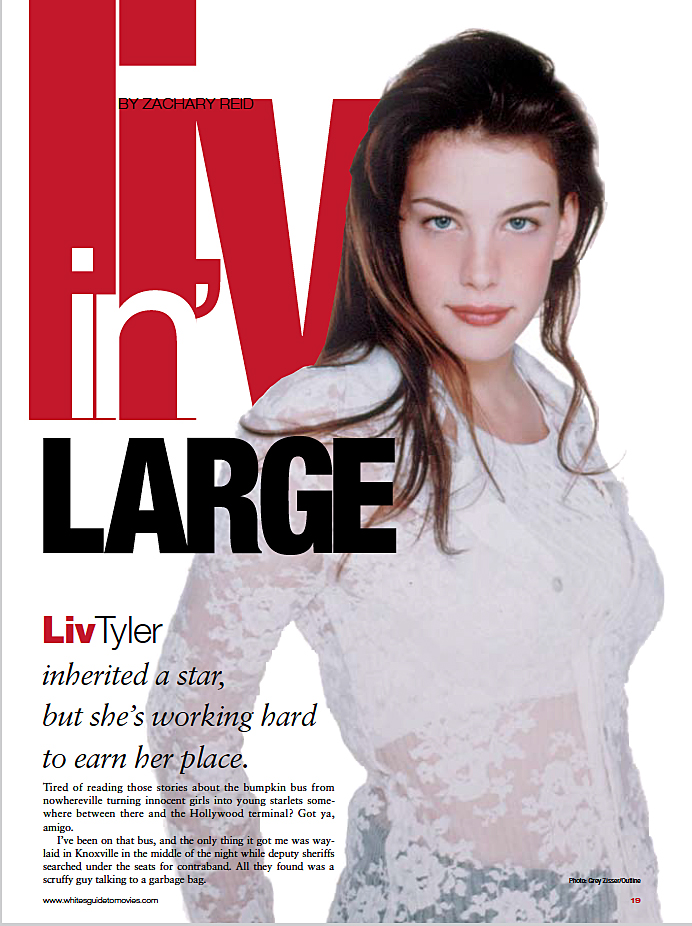 liv
BY ZACHARY REID
in'
LARGE
LivTyler
inherited a star,
but she's working hard
to earn her place.
Tired of reading those stories about the bumpkin bus from
nowhereville turning innocent girls into young starlets some-
where between there and the Hollywood terminal? Got ya,
amigo.
I've been on that bus, and the only thing it got me was way-
laid in Knoxville in the middle of the night while deputy sheriffs
searched under the seats for contraband. All they found was a
scruffy guy talking to a garbage bag.
Photo: Grey Zisser/Outline
www.whitesguidetomovies.com
19